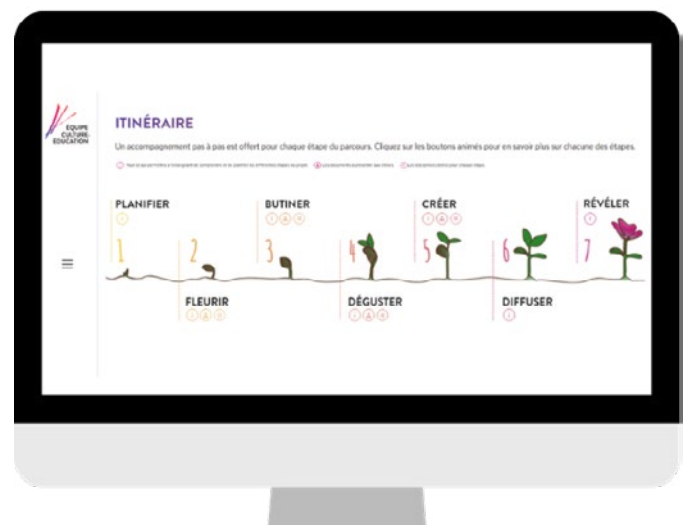 EQUIPE
CULTURE-
EDUCATION
ITINÉRAIRE
Un accompagnement pas à pas est offert pour chaque étape du parcours. Cliquez sur les boutons animés pour en savoir plus sur chacune des étapes.
PLANIFIER
BUTINER
CRÉER
RÉVÉLER
1
2
3
4
5
6
7
FLEURIR
DÉGUSTER
DIFFUSER